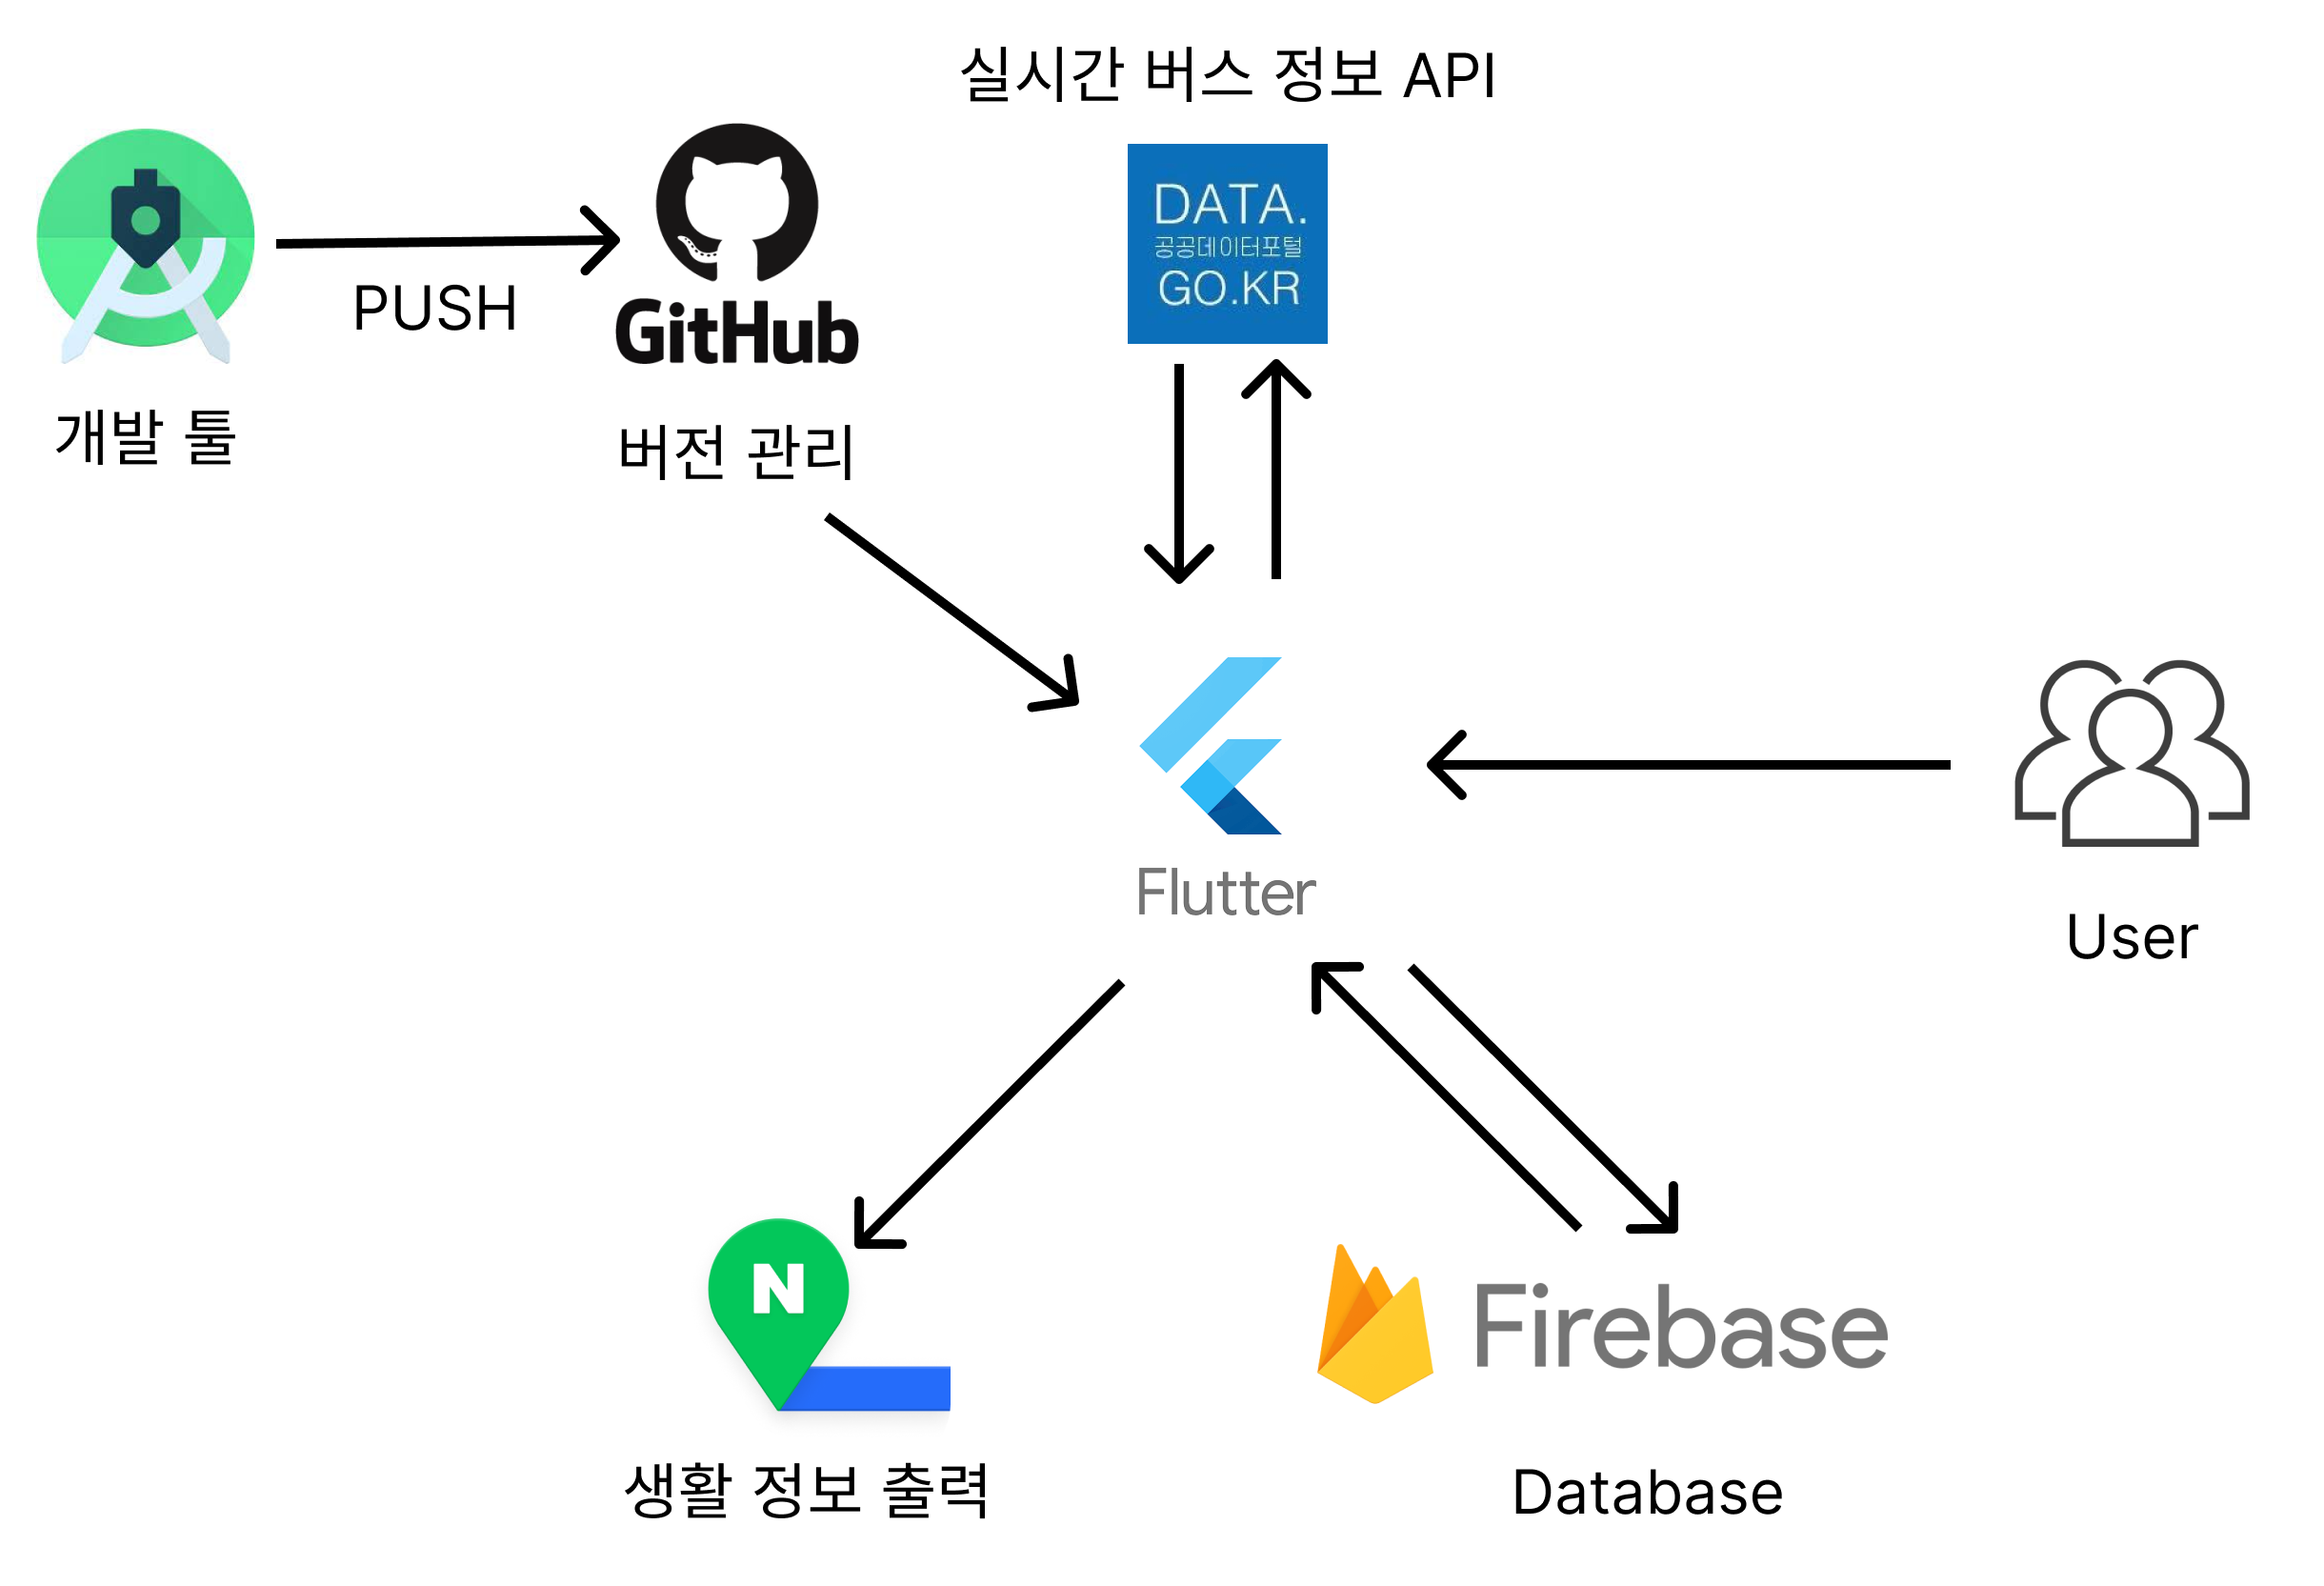 실시간 버스 정보 API
DATA.
공공데이터포털
GO.KR
PUSH
GitHub
개발 툴
버전 관리
Flutter
User
N
Firebase
생활 정보 출력
Database